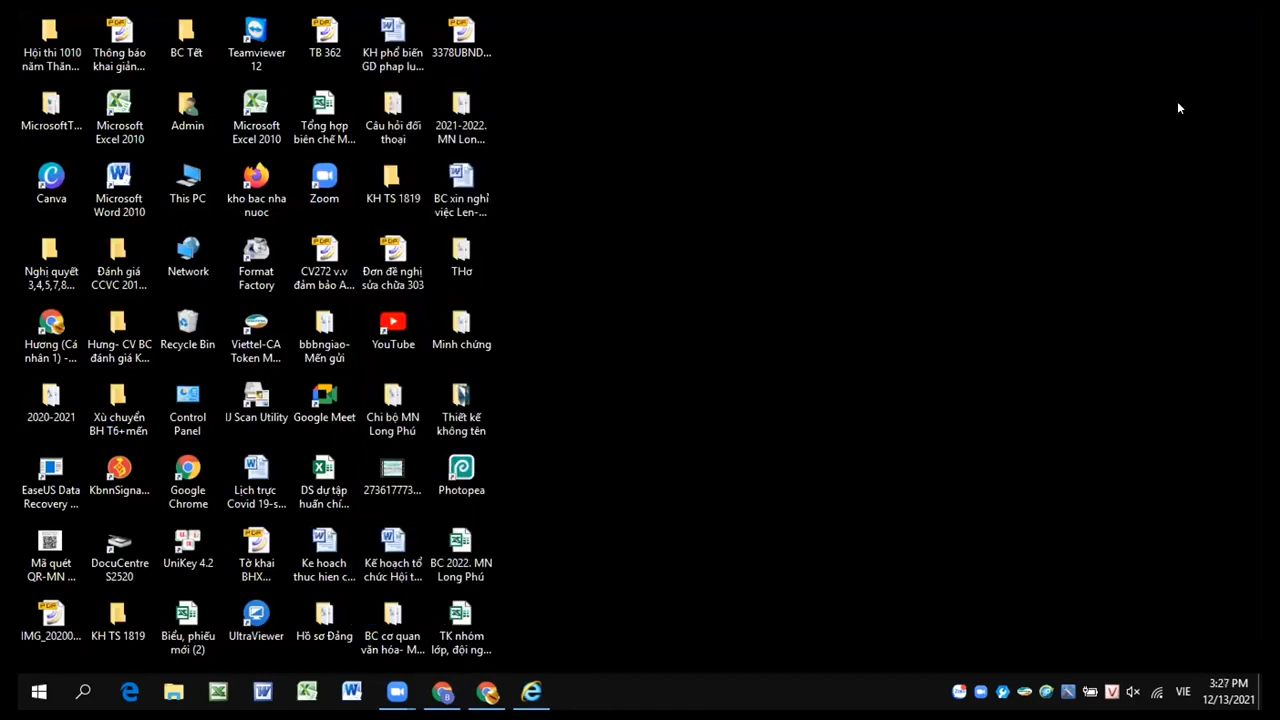 Hội thi 1010
năm Thăn...
Thông báo
khai giản...
BC Tết
Teamviewer
12
TB 362
KH phổ biến
GD phap lu...
3378UBND...
MicrosoftT...
Microsoft
Excel 2010
Admin
Microsoft
Excel 2010
Tổng hợp
biên chế M...
Câu hỏi đối
thoại
2021-2022.
MN Lon...
Canva
Microsoft
Word 2010
This PC
kho bac nha
nuoc
Zoom
KH TS 1819
BC xin nghỉ
việc Len-...
Nghị quyết
3,4,5,7,8...
Đánh giá
CCVC 201...
Network
Format
Factory
CV272 v.v
đảm bảo A...
Đơn đề nghị
sửa chữa 303
THơ
Hương (Cá
nhân 1) -...
Hưng- CV BC
đánh giá K...
Recycle Bin
Viettel-CA
Token M...
bbbngiao-
Mến gửi
YouTube
Minh chứng
2020-2021
Xù chuyển
BH T6+mến
Control
Panel
IJ Scan Utility
Google Meet
Chi bộ MN
Long Phú
Thiết kế
không tên
EaseUS Data
Recovery ...
KbnnSigna...
Google
Chrome
Lịch trực
Covid 19-s...
DS dự tập
huấn chí...
273617773...
Photopea
Mã quét
QR-MN ...
DocuCentre
S2520
UniKey 4.2
Tờ khai
BHX...
Ke hoach
thuc hien c...
Kế hoạch tổ
chức Hội t...
BC 2022. MN
Long Phú
IMG_20200...
KH TS 1819
Biểu, phiếu
mới (2)
UltraViewer
Hồ sơ Đảng
BC cơ quan
văn hóa- M...
TK nhóm
lớp, đội ng...
VIE
3:27 PM
12/13/2021